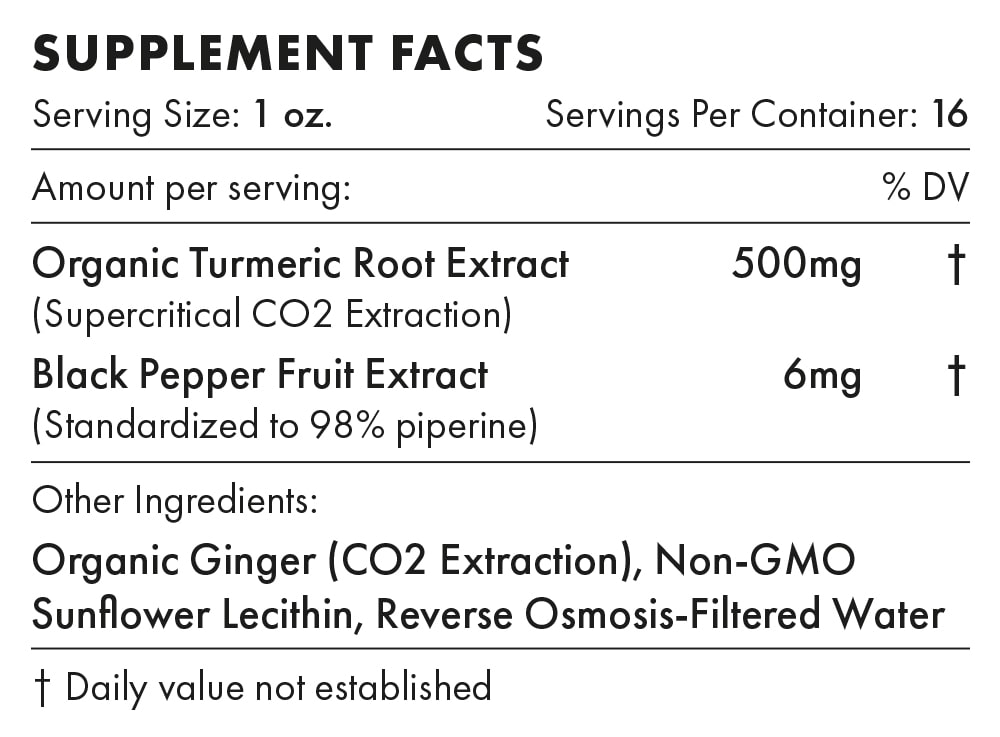 SUPPLEMENT FACTS
Serving Size: 1 oz. Servings Per Container: 16
Amount per serving: % DV
Organic Turmeric Root Extract 500mg †
(Supercritical CO2 Extraction)
Black Pepper Fruit Extract 6mg †
(Standardized to 98% piperine)
Other Ingredients:
Organic Ginger (CO2 Extraction), Non-GMO
Sunflower Lecithin, Reverse Osmosis-Filtered Water
† Daily value not established